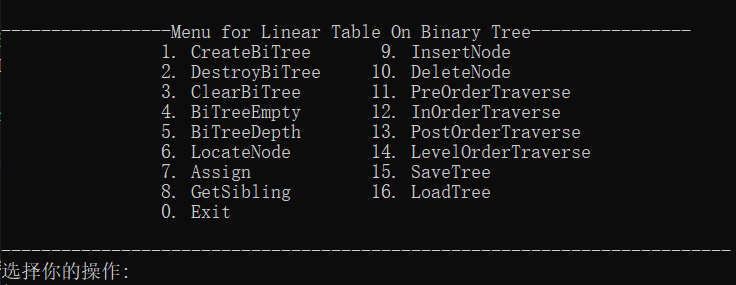 -----------------Menu for Linear Table On Binary Tree----------------
1. CreateBiTree 9. InsertNode
2. DestroyBiTree 10. DeleteNode
3. ClearBiTree 11. PreOrderTraverse
4. BiTreeEmpty 12. InOrderTraverse
5. BiTreeDepth 13. PostOrderTraverse
6. LocateNode 14. LevelOrderTraverse
7. Assign 15. SaveTree
8. GetSibling 16. LoadTree
0. Exit
-------------------------------------------------------------------------
选择你的操作: